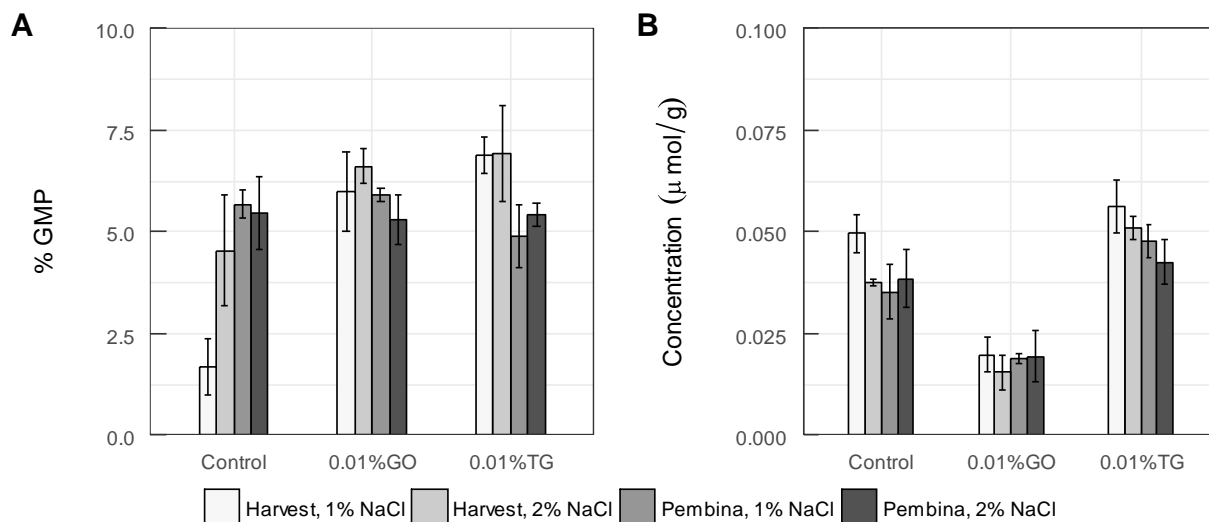 A
% GMP
10.0
7.5
5.0
2.5
0.0
Control 0.01%GO 0.01%TG
B
Concentration (μ mol/g)
0.100
0.075
0.050
0.025
0.000
Control 0.01%GO 0.01%TG
Harvest, 1% NaCl Harvest, 2% NaCl Pembina, 1% NaCl Pembina, 2% NaCl